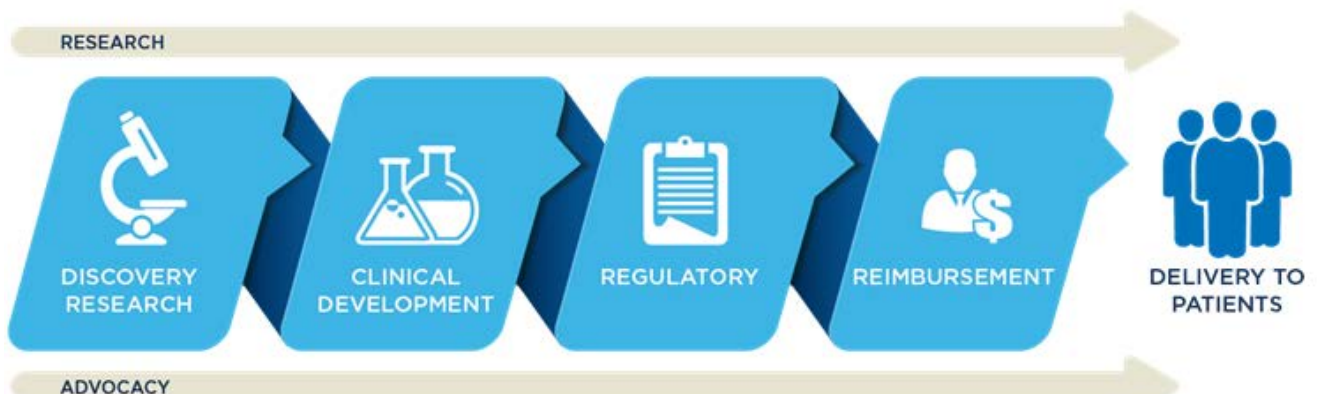 RESEARCH
DISCOVERY
RESEARCH
CLINICAL
DEVELOPMENT
REGULATORY
REIMBURSEMENT
$
DELIVERY TO
PATIENTS
ADVOCACY